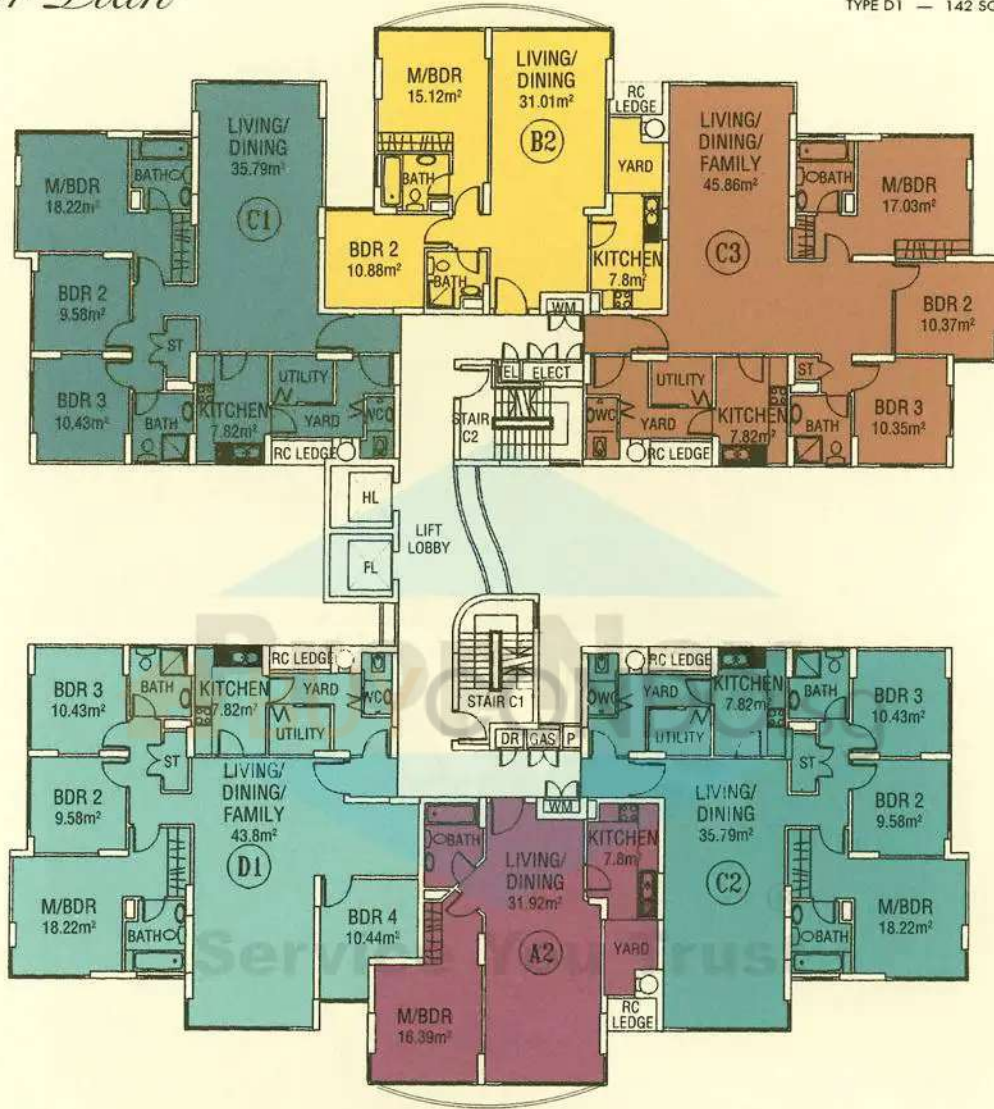 TYPE D1 — 142 SQ
LIVING/
DINING
35.79m²
C1
M/BDR
18.22m²
BATH
BDR 2
9.58m²
ST
BDR 3
10.43m²
BATH
KITCHEN
7.82m²
UTILITY
YARD
WC
RC LEDGE
M/BDR
15.12m²
LIVING/
DINING
31.01m²
B2
RC
LEDGE
YARD
BATH
BDR 2
10.88m²
BATH
KITCHEN
7.8m²
WM
LIVING/
DINING/
FAMILY
45.86m²
C3
BATH
M/BDR
17.03m²
BDR 2
10.37m²
ST
BDR 3
10.35m²
BATH
KITCHEN
7.82m²
UTILITY
YARD
WC
RC LEDGE
EL
ELECT
STAIR
C2
HL
FL
LIFT
LOBBY
STAIR C1
DR
GAS
P
WM
BDR 3
10.43m²
BATH
KITCHEN
7.82m²
RC LEDGE
YARD
WC
UTILITY
ST
BDR 2
9.58m²
LIVING/
DINING/
FAMILY
43.8m²
D1
M/BDR
18.22m²
BATH
BDR 4
10.44m²
BATH
LIVING/
DINING
31.92m²
A2
KITCHEN
7.8m²
YARD
RC
LEDGE
M/BDR
16.39m²
WC
YARD
RC LEDGE
UTILITY
KITCHEN
7.82m²
BATH
BDR 3
10.43m²
ST
BDR 2
9.58m²
LIVING/
DINING
35.79m²
C2
BATH
M/BDR
18.22m²
Service You Trust